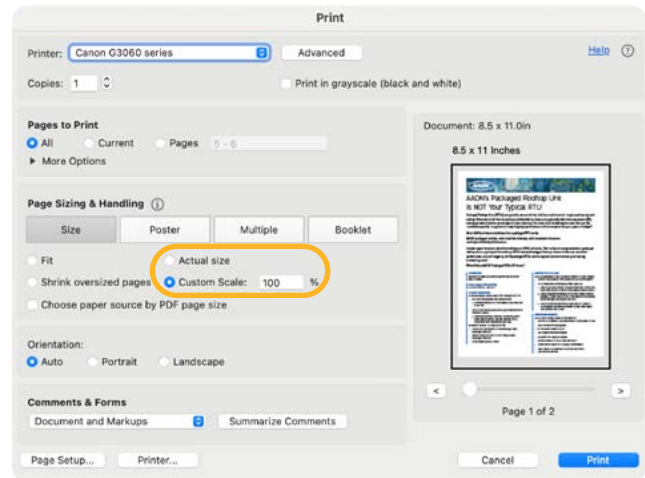 Print
Printer: Canon G3060 series Advanced Help ?
Copies: 1 Print in grayscale (black and white)
Pages to Print
All Current Pages 5 - 6
More Options
Page Sizing & Handling i
Size Poster Multiple Booklet
Fit Actual size
Shrink oversized pages Custom Scale: 100 %
Choose paper source by PDF page size
Orientation:
Auto Portrait Landscape
Comments & Forms
Document and Markups Summarize Comments
Page Setup... Printer...
Document: 8.5 x 11.0in
8.5 x 11 Inches
AAON
AAON's Packaged Rooftop Unit
is NOT Your Typical RTU
< >
Page 1 of 2
Cancel Print